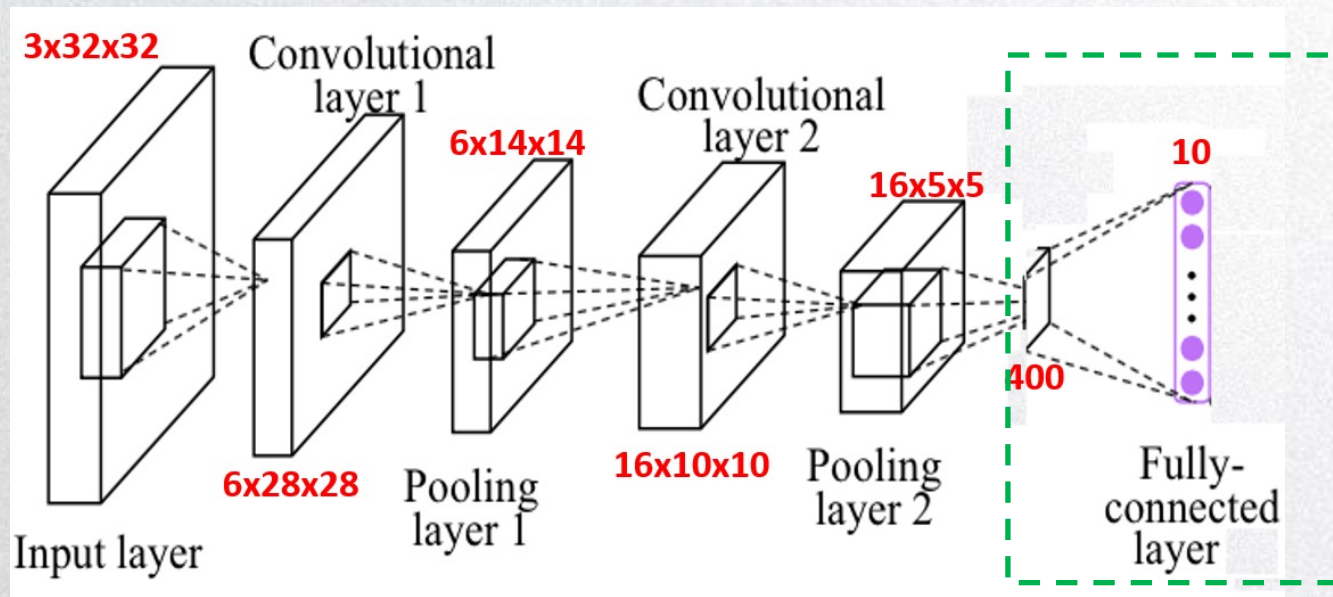 3x32x32
Input layer
Convolutional
layer 1
6x28x28
6x14x14
Pooling
layer 1
Convolutional
layer 2
16x10x10
16x5x5
Pooling
layer 2
400
10
Fully-
connected
layer